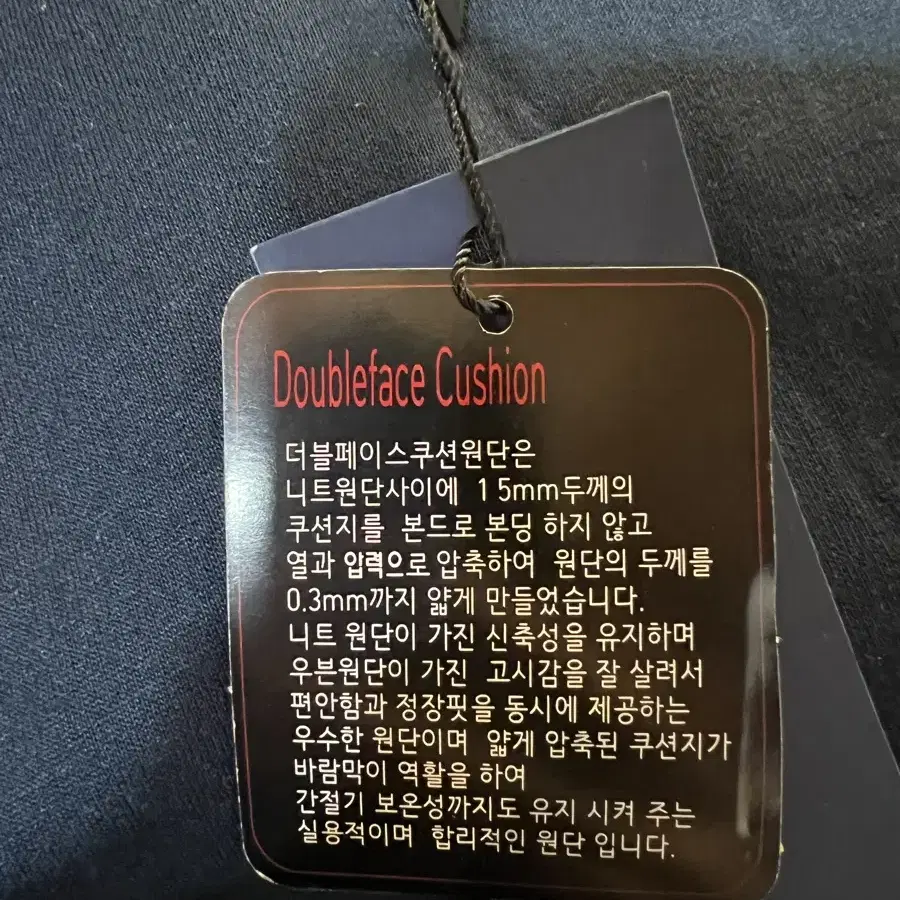 Doubleface Cushion
더블페이스쿠션원단은
니트원단사이에 1 5mm두께의
쿠션지를 본드로 본딩 하지 않고
열과 압력으로 압축하여 원단의 두께를
0.3mm까지 얇게 만들었습니다.
니트 원단이 가진 신축성을 유지하며
우븐원단이 가진 고시감을 잘 살려서
편안함과 정장핏을 동시에 제공하는
우수한 원단이며 얇게 압축된 쿠션지가
바람막이 역활을 하여
간절기 보온성까지도 유지 시켜 주는
실용적이며 합리적인 원단 입니다.